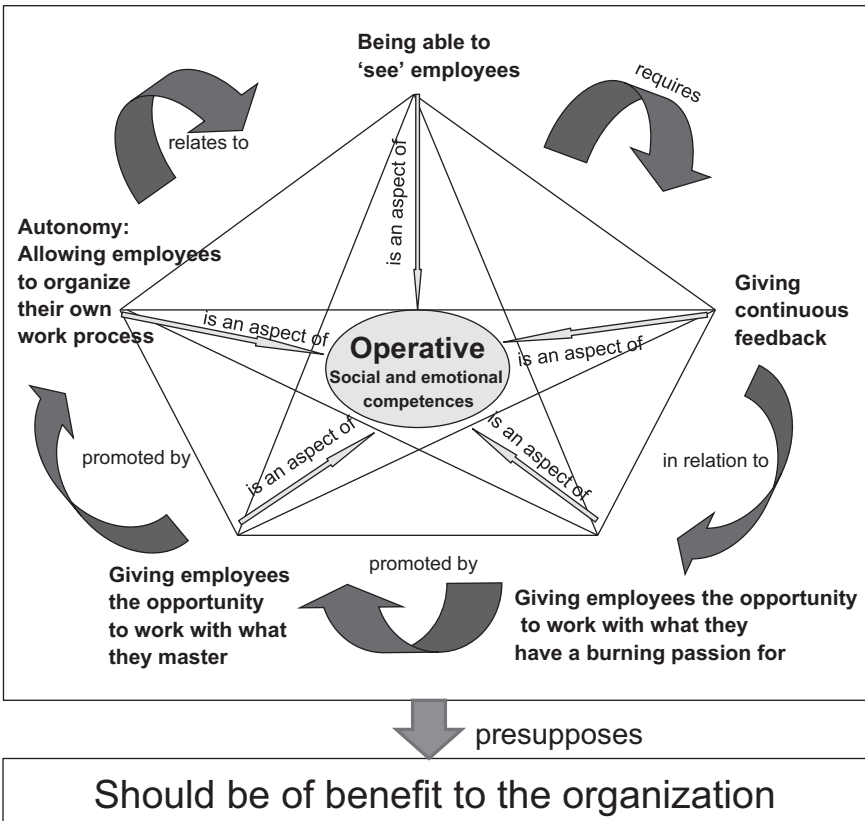 Being able to
‘see’ employees
requires
relates to
is an aspect of
Autonomy:
Allowing employees
to organize
their own
work process
Giving
continuous
feedback
is an aspect of
is an aspect of
Operative
Social and emotional
competences
is an aspect of
is an aspect of
promoted by
in relation to
promoted by
Giving employees
the opportunity
to work with what
they master
Giving employees the opportunity
to work with what they
have a burning passion for
presupposes
Should be of benefit to the organization